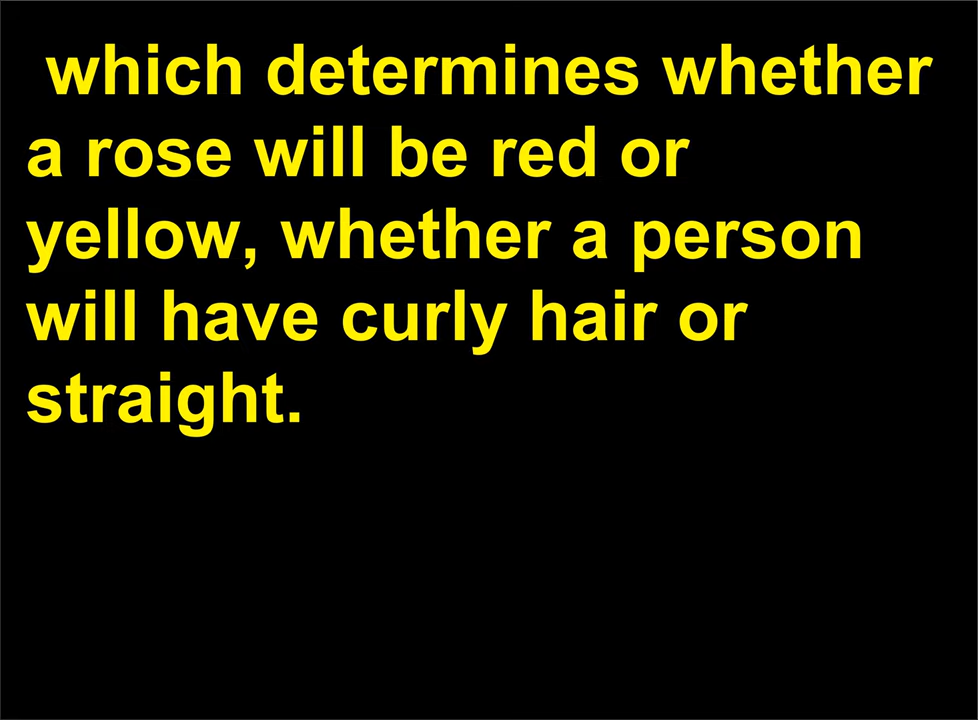 which determines whether
a rose will be red or
yellow, whether a person
will have curly hair or
straight.